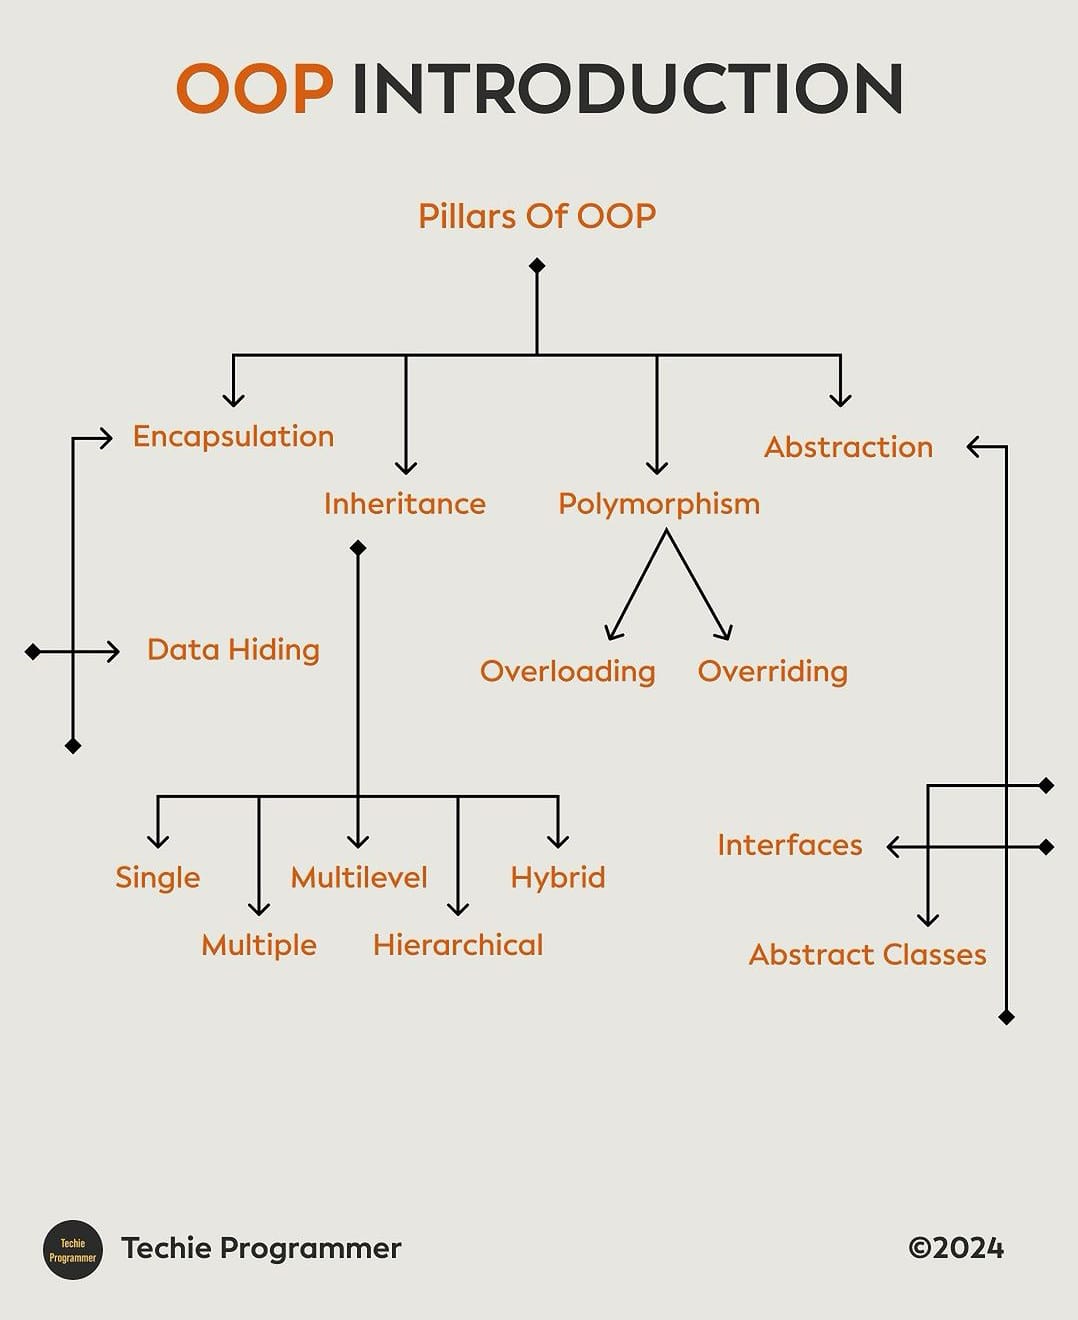 OOP INTRODUCTION
Pillars Of OOP
Encapsulation
Abstraction
Inheritance
Polymorphism
Data Hiding
Overloading
Overriding
Interfaces
Single
Multilevel
Hybrid
Multiple
Hierarchical
Abstract Classes
Techie
Programmer
Techie Programmer
©2024